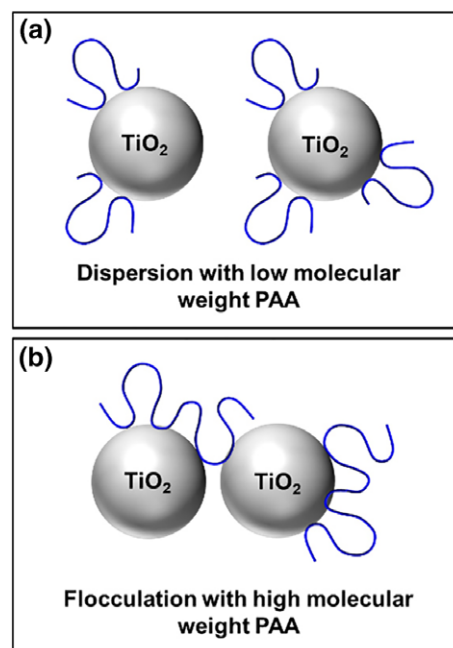 (a)
TiO₂ TiO₂
Dispersion with low molecular
weight PAA
(b)
TiO₂ TiO₂
Flocculation with high molecular
weight PAA